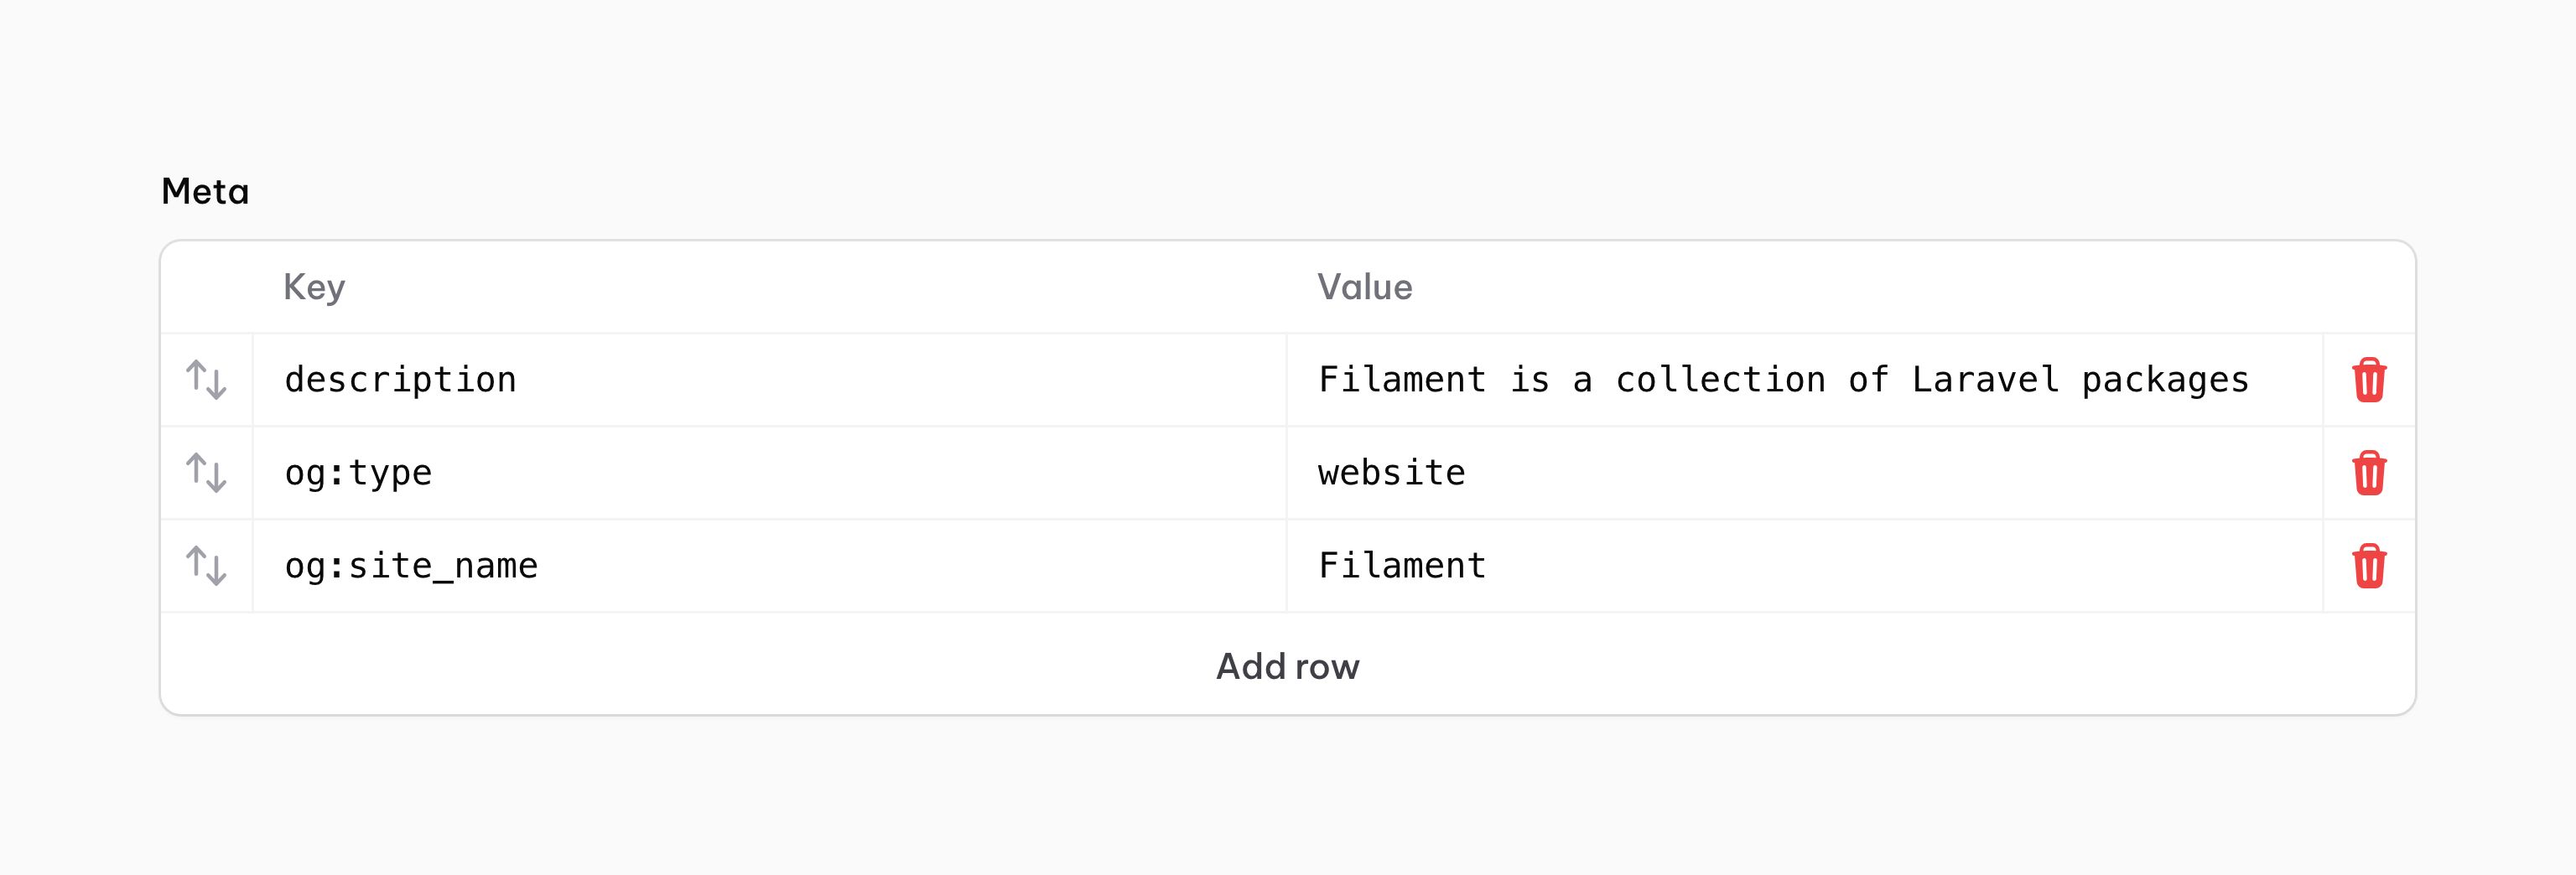 Meta
Key Value
description Filament is a collection of Laravel packages
og:type website
og:site_name Filament
Add row